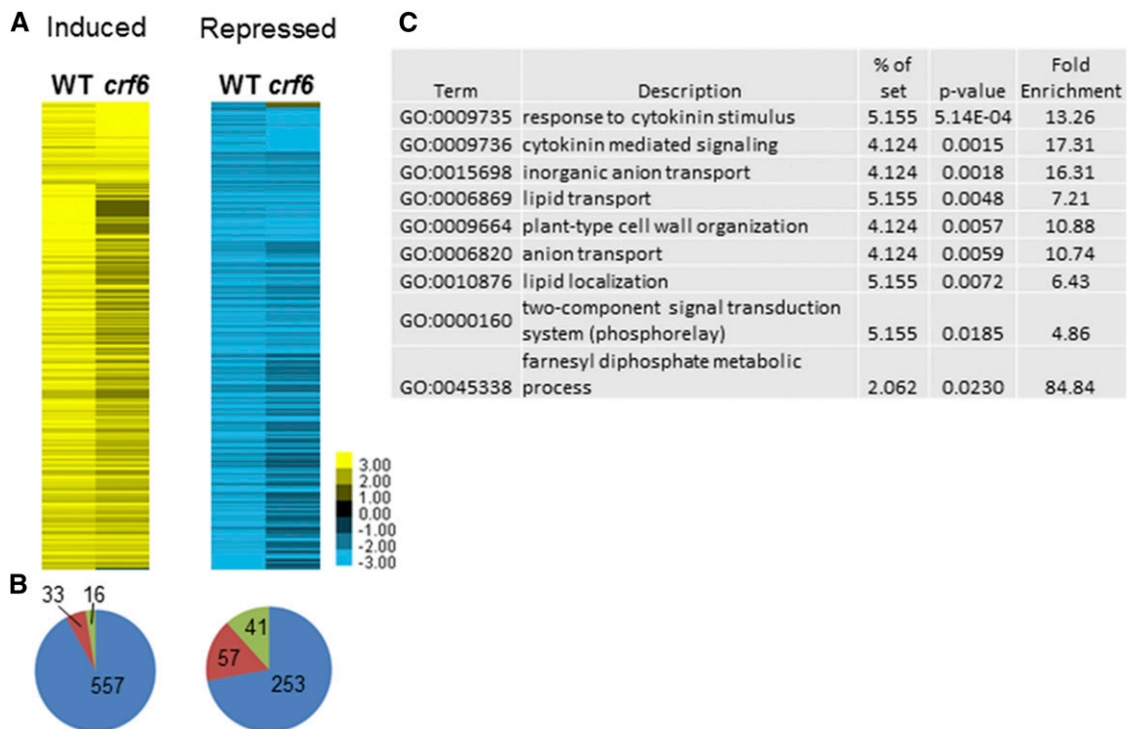 A Induced Repressed
WT crf6 WT crf6
3.00
2.00
1.00
0.00
-1.00
-2.00
-3.00
B
33 16
557
41
57
253
C
Term Description % of set p-value Fold Enrichment
GO:0009735 response to cytokinin stimulus 5.155 5.14E-04 13.26
GO:0009736 cytokinin mediated signaling 4.124 0.0015 17.31
GO:0015698 inorganic anion transport 4.124 0.0018 16.31
GO:0006869 lipid transport 5.155 0.0048 7.21
GO:0009664 plant-type cell wall organization 4.124 0.0057 10.88
GO:0006820 anion transport 4.124 0.0059 10.74
GO:0010876 lipid localization 5.155 0.0072 6.43
GO:0000160 two-component signal transduction system (phosphorelay) 5.155 0.0185 4.86
GO:0045338 farnesyl diphosphate metabolic process 2.062 0.0230 84.84